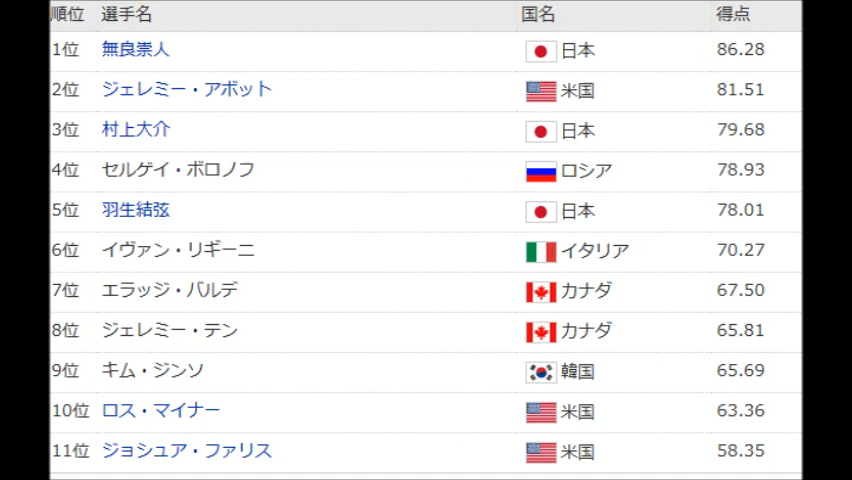 順位 選手名 国名 得点
1位 無良崇人 日本 86.28
2位 ジェレミー・アボット 米国 81.51
3位 村上大介 日本 79.68
4位 セルゲイ・ボロノフ ロシア 78.93
5位 羽生結弦 日本 78.01
6位 イヴァン・リギーニ イタリア 70.27
7位 エラッジ・バルデ カナダ 67.50
8位 ジェレミー・テン カナダ 65.81
9位 キム・ジンソ 韓国 65.69
10位 ロス・マイナー 米国 63.36
11位 ジョシュア・ファリス 米国 58.35